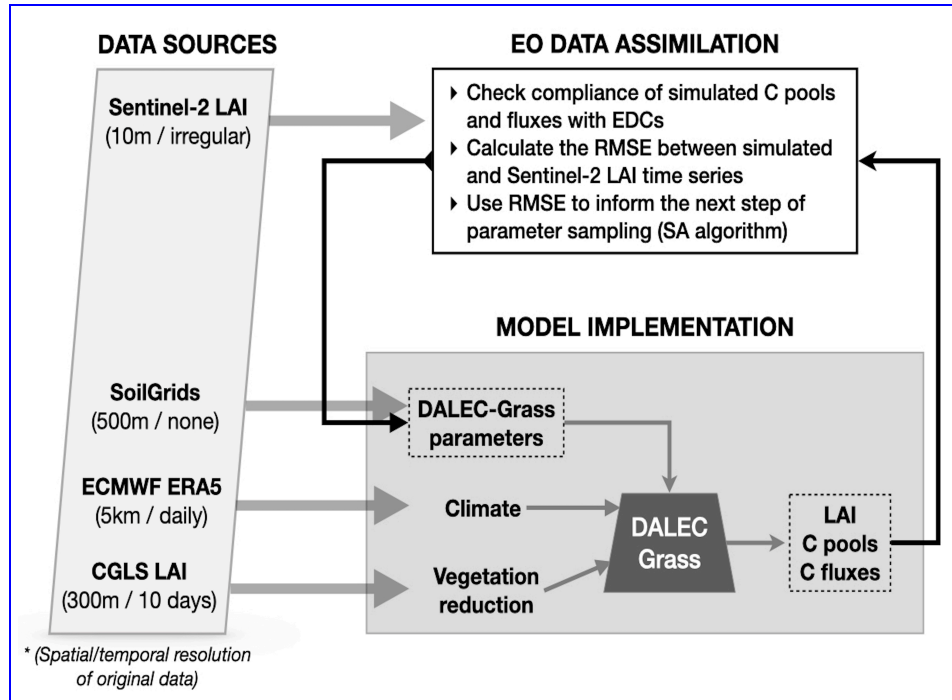 DATA SOURCES
Sentinel-2 LAI
(10m / irregular)
SoilGrids
(500m / none)
ECMWF ERA5
(5km / daily)
CGLS LAI
(300m / 10 days)
* (Spatial/temporal resolution
of original data)
EO DATA ASSIMILATION
‣ Check compliance of simulated C pools
and fluxes with EDCs
‣ Calculate the RMSE between simulated
and Sentinel-2 LAI time series
‣ Use RMSE to inform the next step of
parameter sampling (SA algorithm)
MODEL IMPLEMENTATION
DALEC-Grass
parameters
Climate
Vegetation
reduction
DALEC
Grass
LAI
C pools
C fluxes